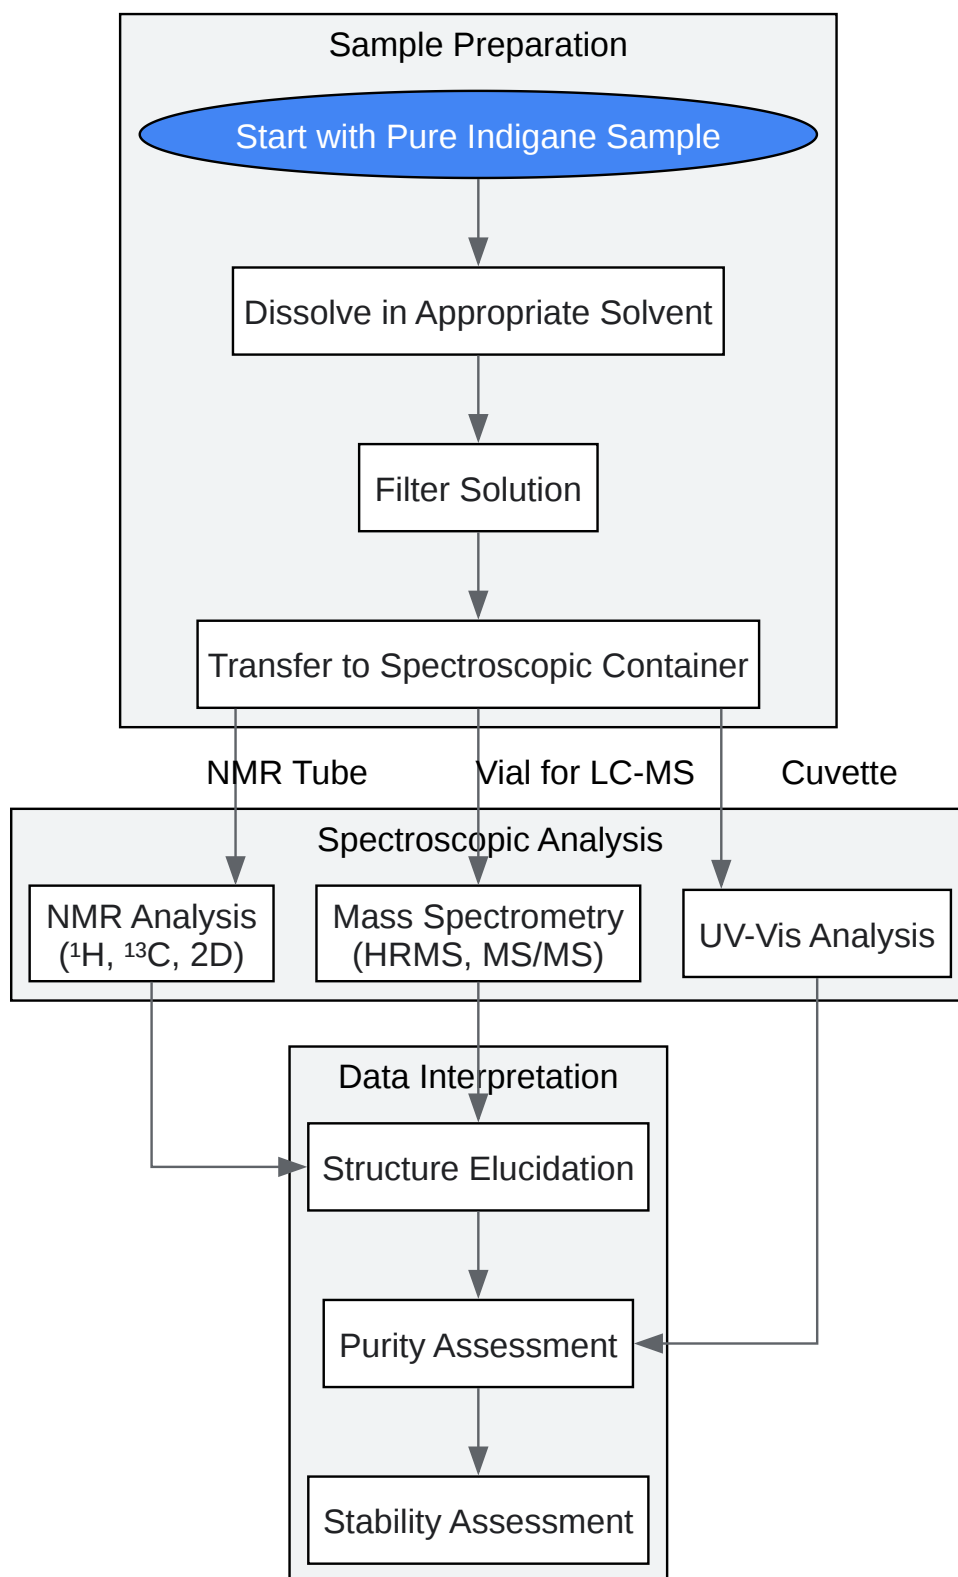 Sample Preparation
Start with Pure Indigane Sample
Dissolve in Appropriate Solvent
Filter Solution
Transfer to Spectroscopic Container
NMR Tube
Vial for LC-MS
Cuvette
Spectroscopic Analysis
NMR Analysis
(¹H, ¹³C, 2D)
Mass Spectrometry
(HRMS, MS/MS)
UV-Vis Analysis
Data Interpretation
Structure Elucidation
Purity Assessment
Stability Assessment